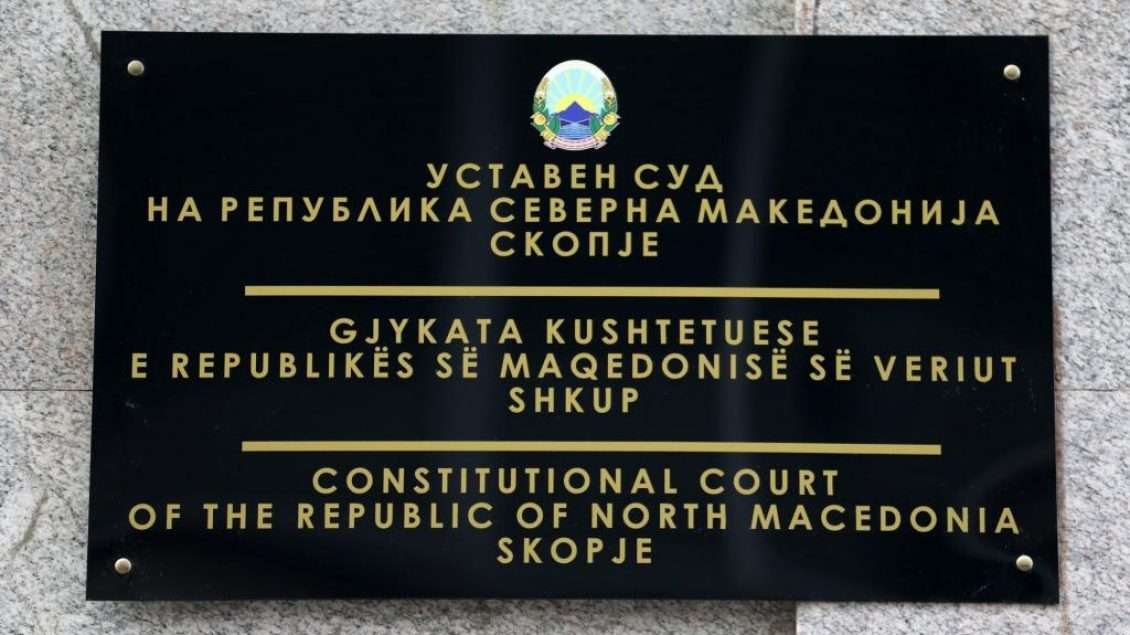 УСТАВЕН СУД
НА РЕПУБЛИКА СЕВЕРНА МАКЕДОНИЈА
СКОПЈЕ
GJYKATA KUSHTETUESE
E REPUBLIKËS SË MAQEDONISË SË VERIUT
SHKUP
CONSTITUTIONAL COURT
OF THE REPUBLIC OF NORTH MACEDONIA
SKOPJE